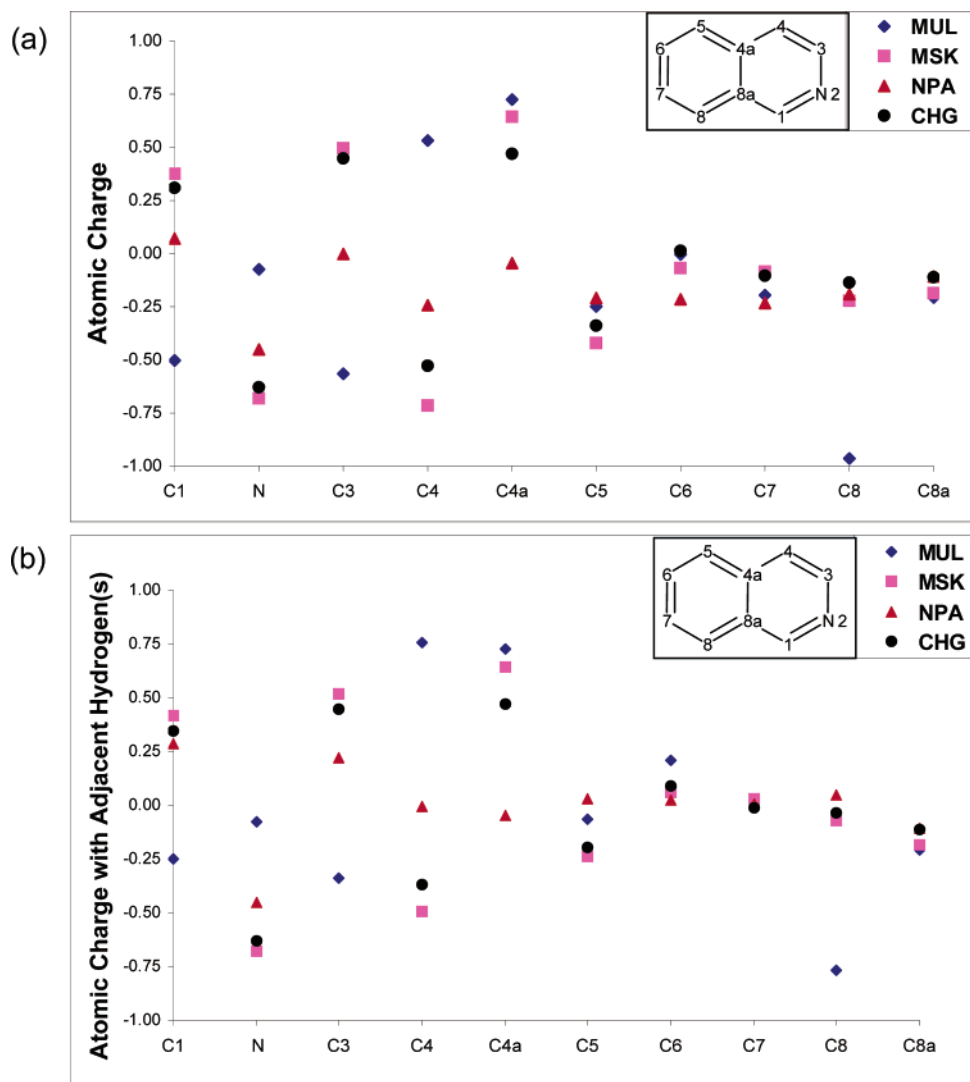 (a)
Atomic Charge
1.00
0.75
0.50
0.25
0.00
-0.25
-0.50
-0.75
-1.00
C1 N C3 C4 C4a C5 C6 C7 C8 C8a
5 4
6 4a 3
7 8a N 2
8 1
MUL
MSK
NPA
CHG
(b)
Atomic Charge with Adjacent Hydrogen(s)
1.00
0.75
0.50
0.25
0.00
-0.25
-0.50
-0.75
-1.00
C1 N C3 C4 C4a C5 C6 C7 C8 C8a
5 4
6 4a 3
7 8a N 2
8 1
MUL
MSK
NPA
CHG